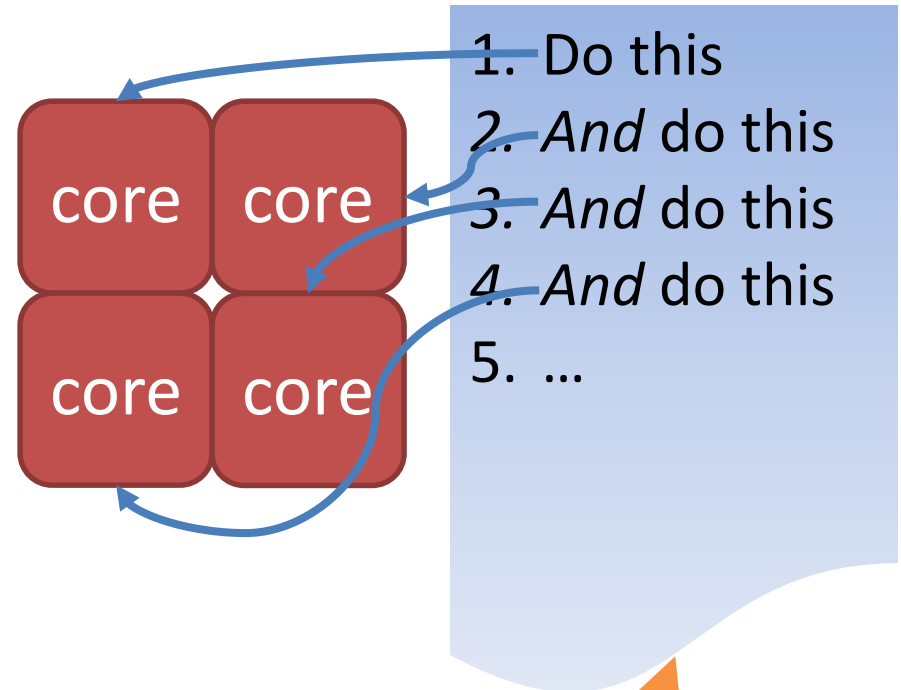 core core
core core
1. Do this
2. And do this
3. And do this
4. And do this
5. ...